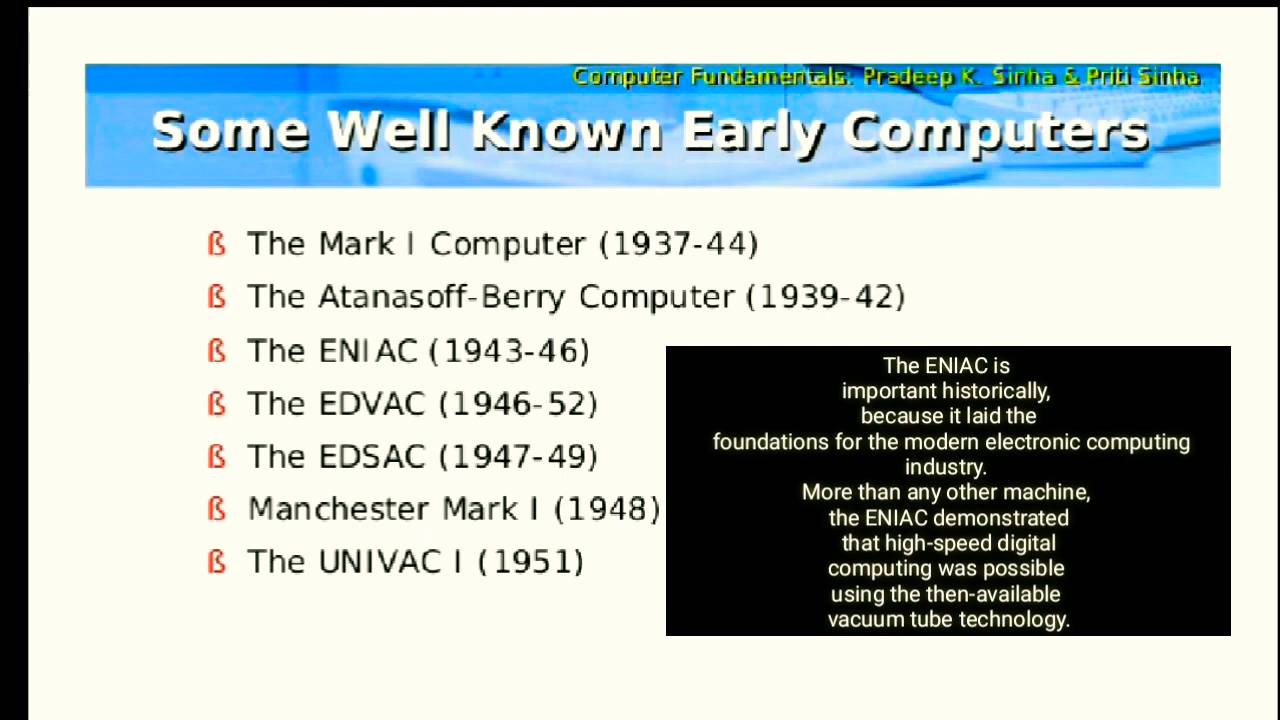 Computer Fundamentals: Pradeep K. Sinha & Priti Sinha
Some Well Known Early Computers
ß The Mark I Computer (1937-44)
ß The Atanasoff-Berry Computer (1939-42)
ß The ENIAC (1943-46)
ß The EDVAC (1946-52)
ß The EDSAC (1947-49)
ß Manchester Mark I (1948)
ß The UNIVAC I (1951)
The ENIAC is
important historically,
because it laid the
foundations for the modern electronic computing
industry.
More than any other machine,
the ENIAC demonstrated
that high-speed digital
computing was possible
using the then-available
vacuum tube technology.